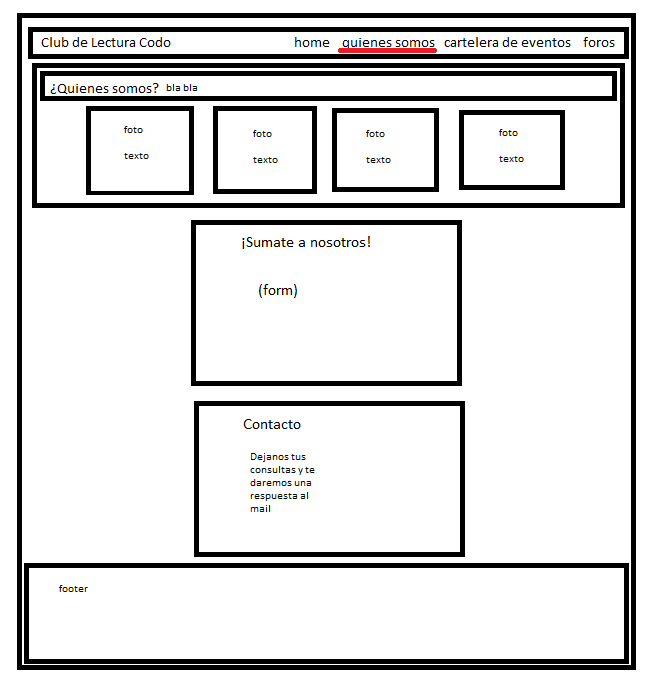 Club de Lectura Codo home quienes somos cartelera de eventos foros
¿Quienes somos? bla bla
foto foto foto foto
texto texto texto texto
¡Sumate a nosotros!
(form)
Contacto
Dejanos tus
consultas y te
daremos una
respuesta al
mail
footer